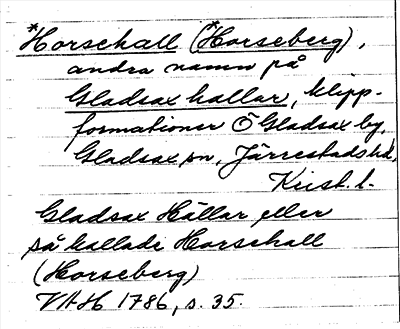 *Horsehall (*Horseberg),
andra namn på
Gladsax hallar, klipp-
formationer Ö Gladsax by,
Gladsax sn, Järrestads hd,
Krist. l.
Gladsax Hallar eller
så kallade Horsehall
(Horseberg)
VHH 1786, s. 35.